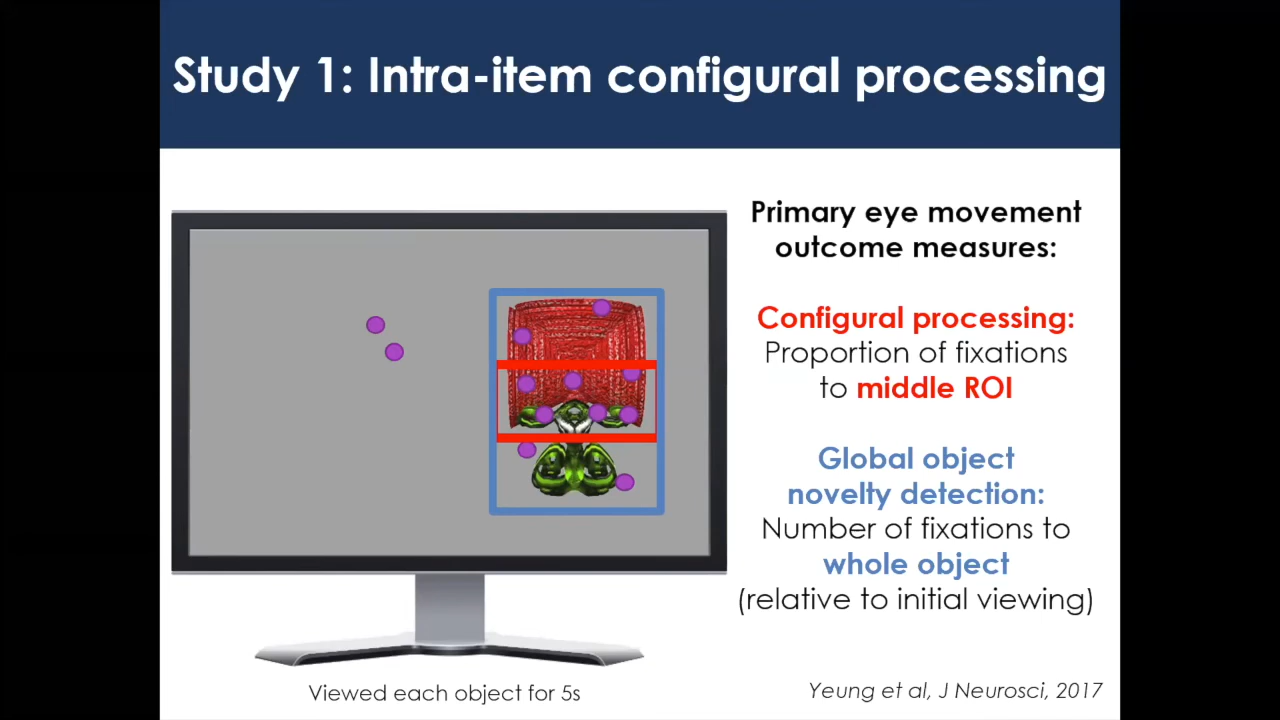 Study 1: Intra-item configural processing
Primary eye movement
outcome measures:
Configural processing:
Proportion of fixations
to middle ROI
Global object
novelty detection:
Number of fixations to
whole object
(relative to initial viewing)
Viewed each object for 5s
Yeung et al, J Neurosci, 2017